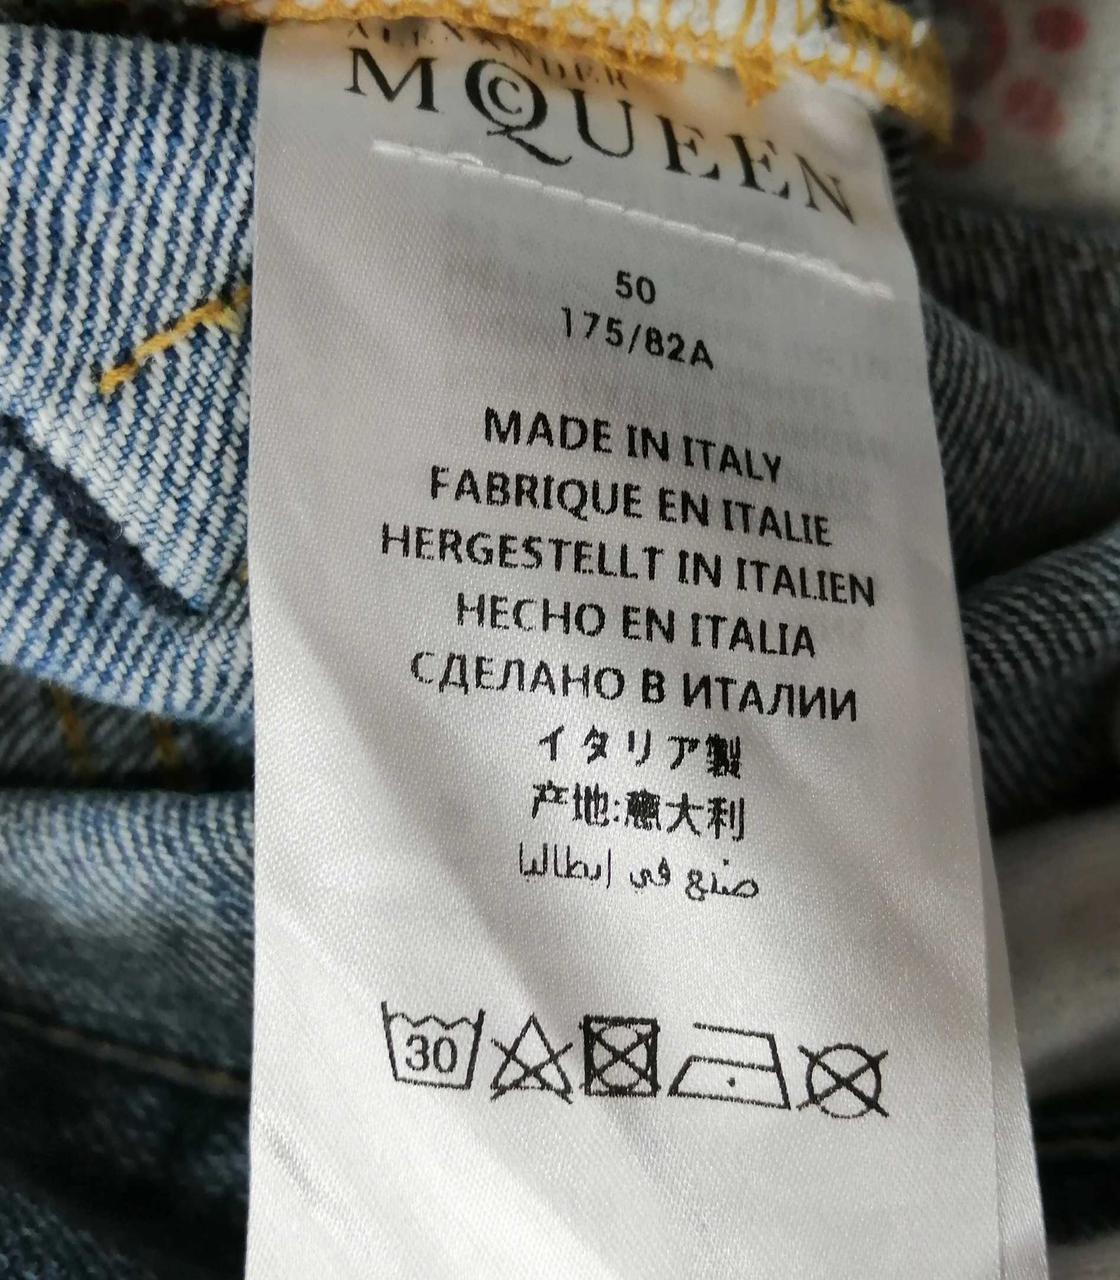 ALEXANDER
MCQUEEN
50
175/82A
MADE IN ITALY
FABRIQUE EN ITALIE
HERGESTELLT IN ITALIEN
HECHO EN ITALIA
СДЕЛАНО В ИТАЛИИ
イタリア製
产地:意大利
صنع في إيطاليا
30